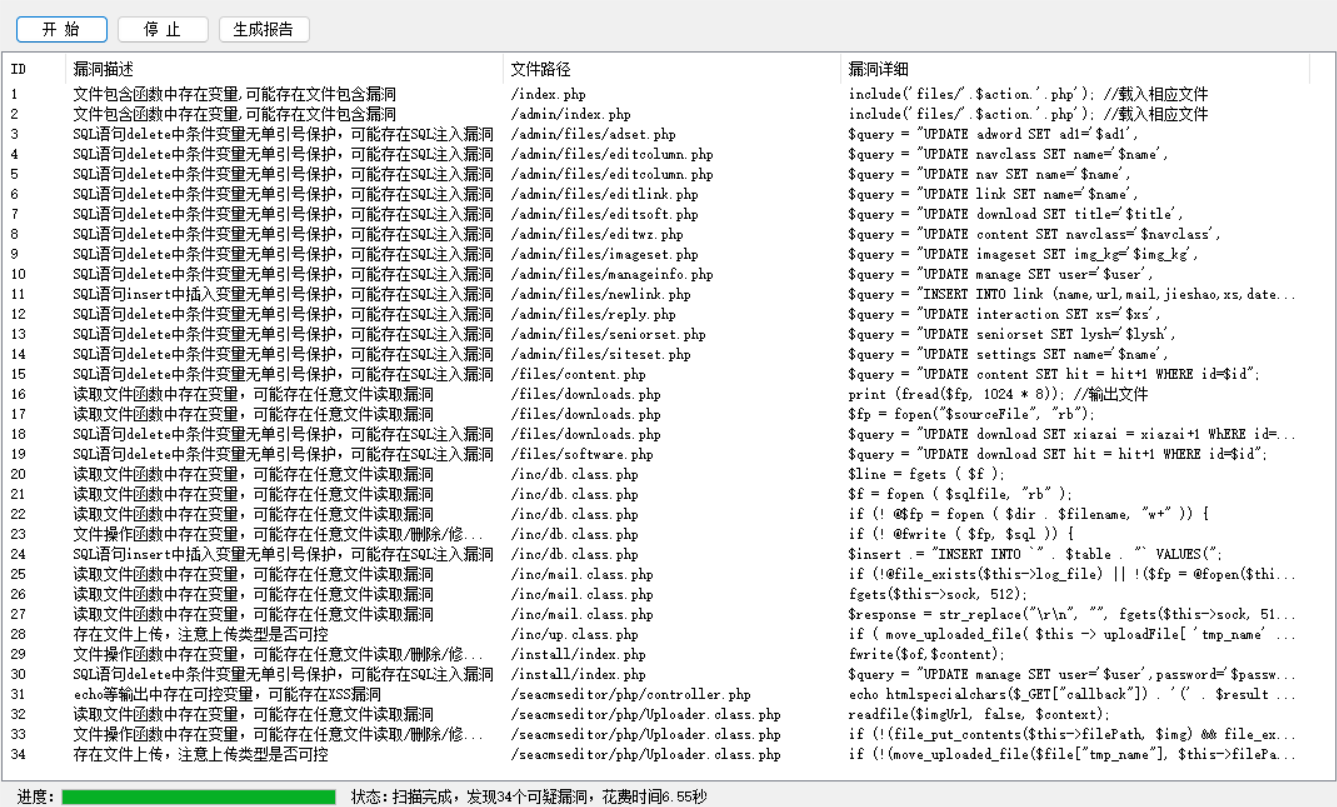 开 始 停 止 生成报告
ID 漏洞描述 文件路径 漏洞详细
1 文件包含函数中存在变量,可能存在文件包含漏洞 /index.php include('files/'.$action.'.php'); //载入相应文件
2 文件包含函数中存在变量,可能存在文件包含漏洞 /admin/index.php include('files/'.$action.'.php'); //载入相应文件
3 SQL语句delete中条件变量无单引号保护，可能存在SQL注入漏洞 /admin/files/adset.php $query = "UPDATE adword SET ad1='$ad1',
4 SQL语句delete中条件变量无单引号保护，可能存在SQL注入漏洞 /admin/files/editcolumn.php $query = "UPDATE navclass SET name='$name',
5 SQL语句delete中条件变量无单引号保护，可能存在SQL注入漏洞 /admin/files/editcolumn.php $query = "UPDATE nav SET name='$name',
6 SQL语句delete中条件变量无单引号保护，可能存在SQL注入漏洞 /admin/files/editlink.php $query = "UPDATE link SET name='$name',
7 SQL语句delete中条件变量无单引号保护，可能存在SQL注入漏洞 /admin/files/editsoft.php $query = "UPDATE download SET title='$title',
8 SQL语句delete中条件变量无单引号保护，可能存在SQL注入漏洞 /admin/files/editwz.php $query = "UPDATE content SET navclass='$navclass',
9 SQL语句delete中条件变量无单引号保护，可能存在SQL注入漏洞 /admin/files/imageset.php $query = "UPDATE imageset SET img_kg='$img_kg',
10 SQL语句delete中条件变量无单引号保护，可能存在SQL注入漏洞 /admin/files/manageinfo.php $query = "UPDATE manage SET user='$user',
11 SQL语句insert中插入变量无单引号保护，可能存在SQL注入漏洞 /admin/files/newlink.php $query = "INSERT INTO link (name,url,mail,jieshao,xs,date...
12 SQL语句delete中条件变量无单引号保护，可能存在SQL注入漏洞 /admin/files/reply.php $query = "UPDATE interaction SET xs='$xs',
13 SQL语句delete中条件变量无单引号保护，可能存在SQL注入漏洞 /admin/files/seniorset.php $query = "UPDATE seniorset SET lysh='$lysh',
14 SQL语句delete中条件变量无单引号保护，可能存在SQL注入漏洞 /admin/files/siteset.php $query = "UPDATE settings SET name='$name',
15 SQL语句delete中条件变量无单引号保护，可能存在SQL注入漏洞 /files/content.php $query = "UPDATE content SET hit = hit+1 WHERE id=$id";
16 读取文件函数中存在变量，可能存在任意文件读取漏洞 /files/downloads.php print (fread($fp, 1024 * 8)); //输出文件
17 读取文件函数中存在变量，可能存在任意文件读取漏洞 /files/downloads.php $fp = fopen("$sourceFile", "rb");
18 SQL语句delete中条件变量无单引号保护，可能存在SQL注入漏洞 /files/downloads.php $query = "UPDATE download SET xiazai = xiazai+1 WhERE id=...
19 SQL语句delete中条件变量无单引号保护，可能存在SQL注入漏洞 /files/software.php $query = "UPDATE download SET hit = hit+1 WHERE id=$id";
20 读取文件函数中存在变量，可能存在任意文件读取漏洞 /inc/db.class.php $line = fgets ( $f );
21 读取文件函数中存在变量，可能存在任意文件读取漏洞 /inc/db.class.php $f = fopen ( $sqlfile, "rb" );
22 读取文件函数中存在变量，可能存在任意文件读取漏洞 /inc/db.class.php if (! @$fp = fopen ( $dir . $filename, "w+" )) {
23 文件操作函数中存在变量，可能存在任意文件读取/删除/修... /inc/db.class.php if (! @fwrite ( $fp, $sql )) {
24 SQL语句insert中插入变量无单引号保护，可能存在SQL注入漏洞 /inc/db.class.php $insert .= "INSERT INTO `" . $table . "` VALUES(";
25 读取文件函数中存在变量，可能存在任意文件读取漏洞 /inc/mail.class.php if (!@file_exists($this->log_file) || !($fp = @fopen($thi...
26 读取文件函数中存在变量，可能存在任意文件读取漏洞 /inc/mail.class.php fgets($this->sock, 512);
27 读取文件函数中存在变量，可能存在任意文件读取漏洞 /inc/mail.class.php $response = str_replace("\r\n", "", fgets($this->sock, 51...
28 存在文件上传，注意上传类型是否可控 /inc/up.class.php if ( move_uploaded_file( $this -> uploadFile[ 'tmp_name' ...
29 文件操作函数中存在变量，可能存在任意文件读取/删除/修... /install/index.php fwrite($of,$content);
30 SQL语句delete中条件变量无单引号保护，可能存在SQL注入漏洞 /install/index.php $query = "UPDATE manage SET user='$user',password='$passw...
31 echo等输出中存在可控变量，可能存在XSS漏洞 /seacmseditor/php/controller.php echo htmlspecialchars($_GET["callback"]) . '(' . $result ...
32 读取文件函数中存在变量，可能存在任意文件读取漏洞 /seacmseditor/php/Uploader.class.php readfile($imgUrl, false, $context);
33 文件操作函数中存在变量，可能存在任意文件读取/删除/修... /seacmseditor/php/Uploader.class.php if (!(file_put_contents($this->filePath, $img) && file_ex...
34 存在文件上传，注意上传类型是否可控 /seacmseditor/php/Uploader.class.php if (!(move_uploaded_file($file["tmp_name"], $this->filePa...
进度: 状态:扫描完成，发现34个可疑漏洞，花费时间6.55秒